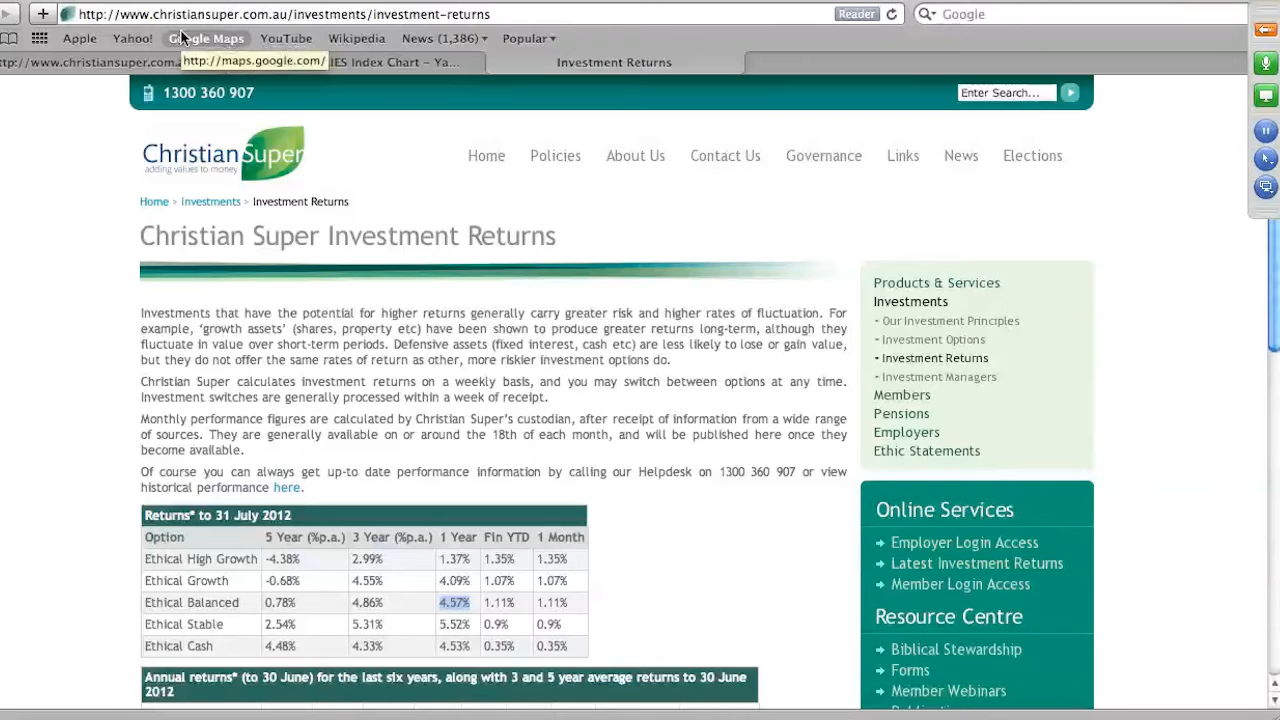 http://www.christiansuper.com.au/investments/investment-returns
Reader
Google
Apple
Yahoo!
Google Maps
YouTube
Wikipedia
News (1,386)
Popular
http://maps.google.com/
IES Index Chart – Ya...
Investment Returns
1300 360 907
Enter Search...
ChristianSuper
adding values to money
Home Policies About Us Contact Us Governance Links News Elections
Home > Investments > Investment Returns
Christian Super Investment Returns
Investments that have the potential for higher returns generally carry greater risk and higher rates of fluctuation. For
example, ‘growth assets’ (shares, property etc) have been shown to produce greater returns long-term, although they
fluctuate in value over short-term periods. Defensive assets (fixed interest, cash etc) are less likely to lose or gain value,
but they do not offer the same rates of return as other, more riskier investment options do.
Christian Super calculates investment returns on a weekly basis, and you may switch between options at any time.
Investment switches are generally processed within a week of receipt.
Monthly performance figures are calculated by Christian Super’s custodian, after receipt of information from a wide range
of sources. They are generally available on or around the 18th of each month, and will be published here once they
become available.
Of course you can always get up-to date performance information by calling our Helpdesk on 1300 360 907 or view
historical performance here.
Returns* to 31 July 2012
Option 5 Year (%p.a.) 3 Year (%p.a.) 1 Year Fin YTD 1 Month
Ethical High Growth -4.38% 2.99% 1.37% 1.35% 1.35%
Ethical Growth -0.68% 4.55% 4.09% 1.07% 1.07%
Ethical Balanced 0.78% 4.86% 4.57% 1.11% 1.11%
Ethical Stable 2.54% 5.31% 5.52% 0.9% 0.9%
Ethical Cash 4.48% 4.33% 4.53% 0.35% 0.35%
Annual returns* (to 30 June) for the last six years, along with 3 and 5 year average returns to 30 June
2012
Products & Services
Investments
- Our Investment Principles
- Investment Options
- Investment Returns
- Investment Managers
Members
Pensions
Employers
Ethic Statements
Online Services
Employer Login Access
Latest Investment Returns
Member Login Access
Resource Centre
Biblical Stewardship
Forms
Member Webinars